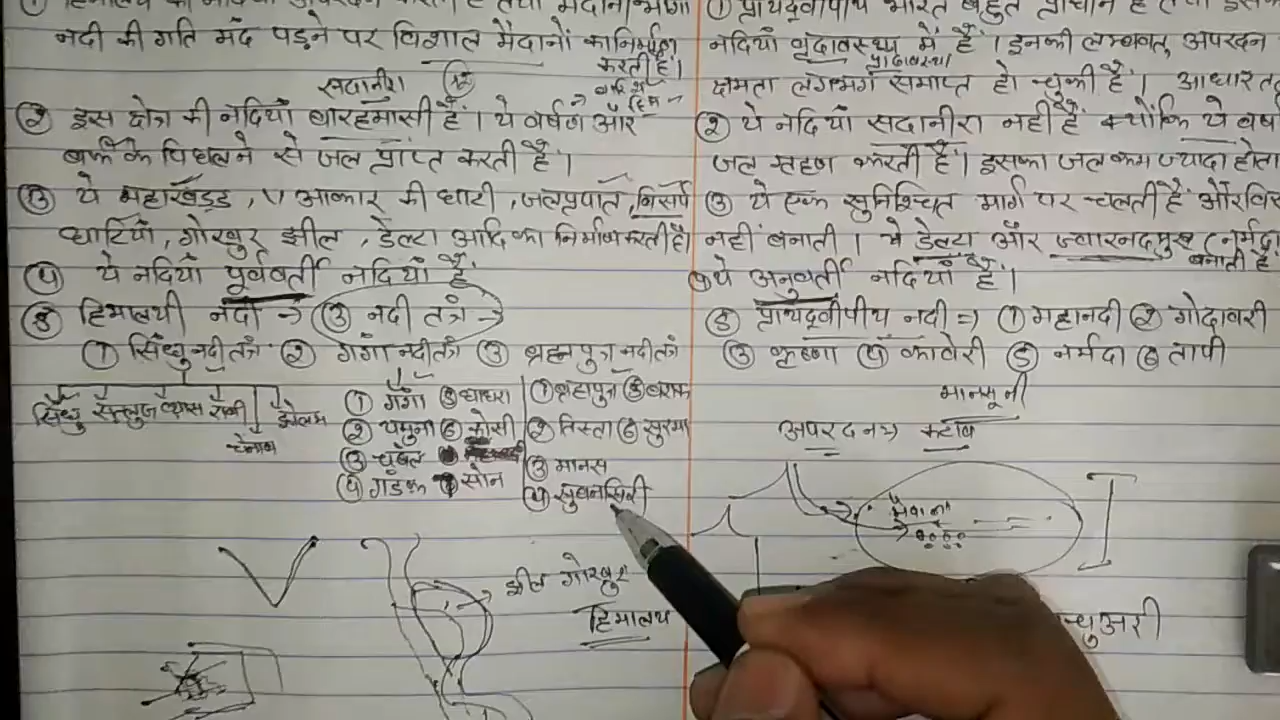 नदी की गति मंद पड़ने पर विशाल मैदानों का निर्माण
करती हैं।
सदानीरा
② इस क्षेत्र की नदियाँ बारहमासी हैं। ये वर्षण और
बर्फ के पिघलने से जल प्राप्त करती हैं।
③ ये महाखड्ड, V आकार की घाटी, जलप्रपात, विसर्प
घाटियाँ, गोखुर झील, डेल्टा आदि का निर्माण करती हैं।
④ ये नदियाँ पूर्ववर्ती नदियाँ हैं
⑤ हिमालयी नदी → ③ नदी तंत्र →
① सिंधु नदी तंत्र ② गंगा नदी तंत्र ③ ब्रह्मपुत्र नदी तंत्र
सिंधु सतलुज व्यास रावी
चेनाब
झेलम
① गंगा ⑤ घाघरा
② यमुना ⑥ कोसी
③ चंबल
④ गंडक सोन
① ब्रह्मपुत्र ⑤ बराक
② तिस्ता ⑥ सुरमा
③ मानस
④ सुबनसिरी
झील गोखुर
हिमालय
① प्रायद्वीपीय भारत बहुत प्राचीन है
नदियाँ वृद्धावस्था में हैं। इनकी लम्बवत् अपरदन
प्रौढ़ावस्था
क्षमता लगभग समाप्त हो चुकी है। आधार
② ये नदियाँ सदानीरा नहीं हैं क्योंकि ये वर्ष
जल ग्रहण करती हैं। इसका जल कम ज्यादा होता
③ ये एक सुनिश्चित मार्ग पर चलती हैं और विस
नहीं बनाती। ये डेल्टा और ज्वारनदमुख (नर्मदा
बनाती हैं
④ ये अनुवर्ती नदियाँ हैं।
⑤ प्रायद्वीपीय नदी => ① महानदी ② गोदावरी
③ कृष्णा ④ कावेरी ⑤ नर्मदा ⑥ तापी
मानसूनी
अपरदन → कटाव
मैदान